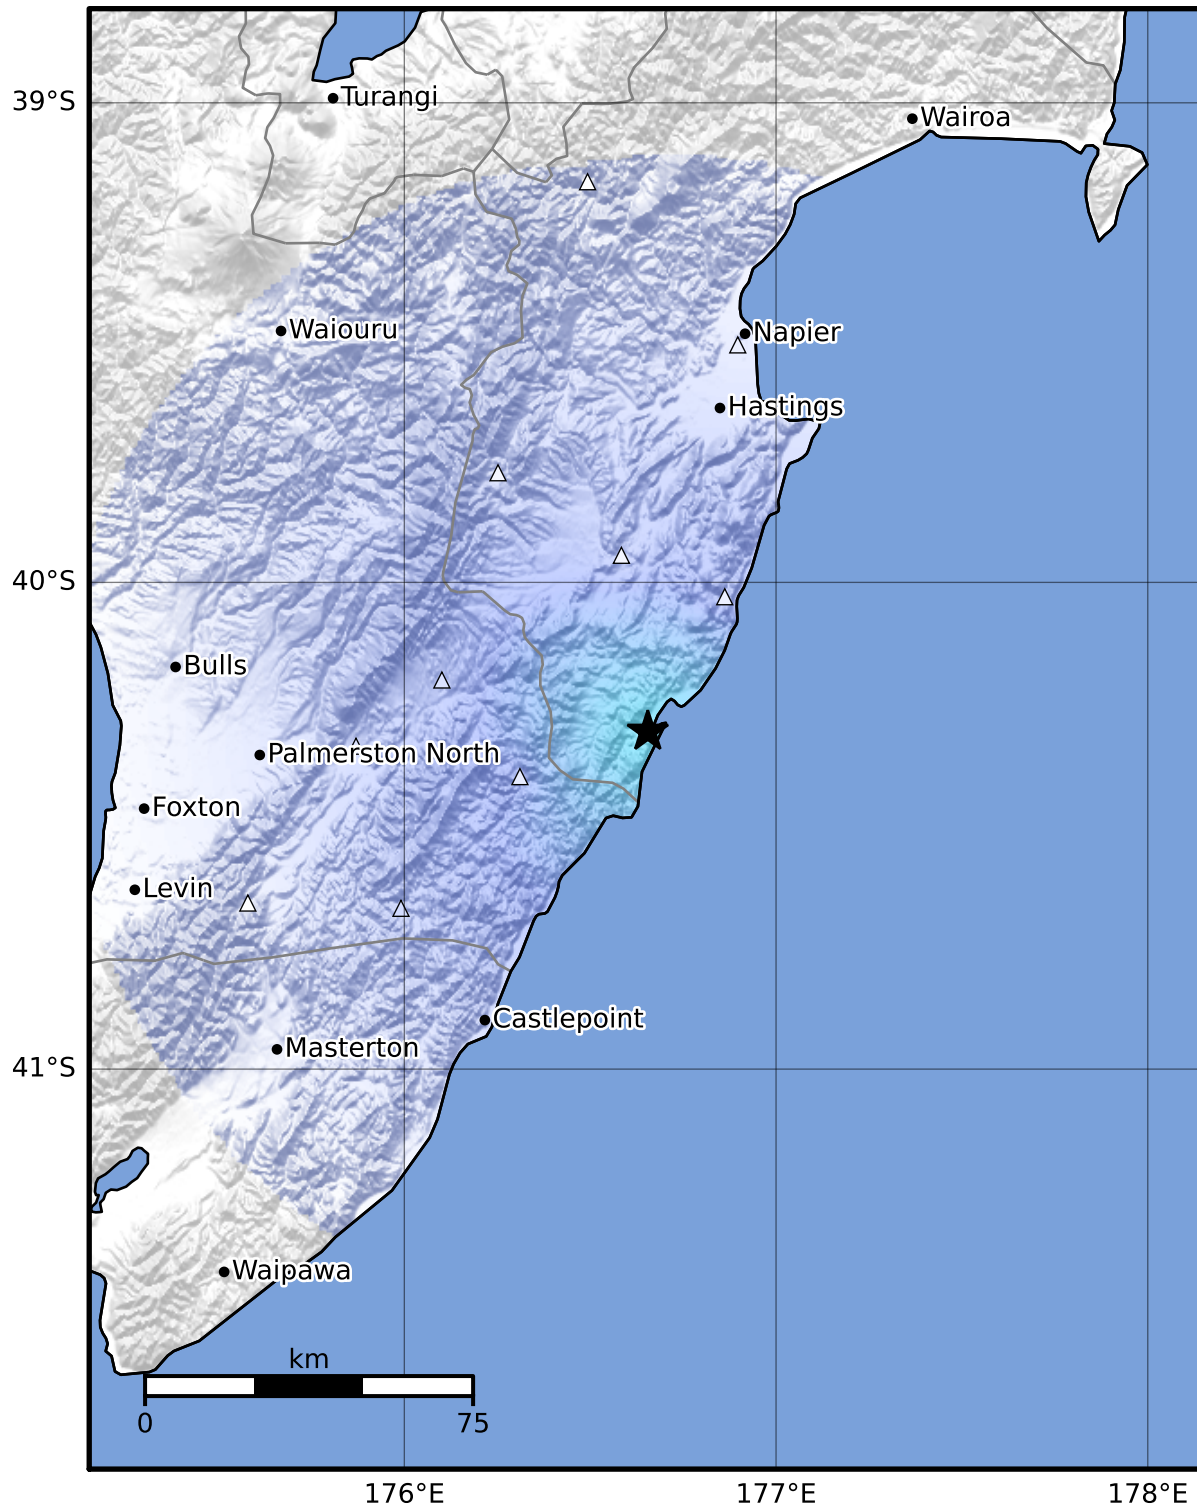 Turangi
39°S
Wairoa
Waiouru
Napier
Hastings
40°S
Bulls
Palmerston North
Foxton
Levin
Castlepoint
Masterton
41°S
Waipawa
km
0 75
176°E 177°E 178°E